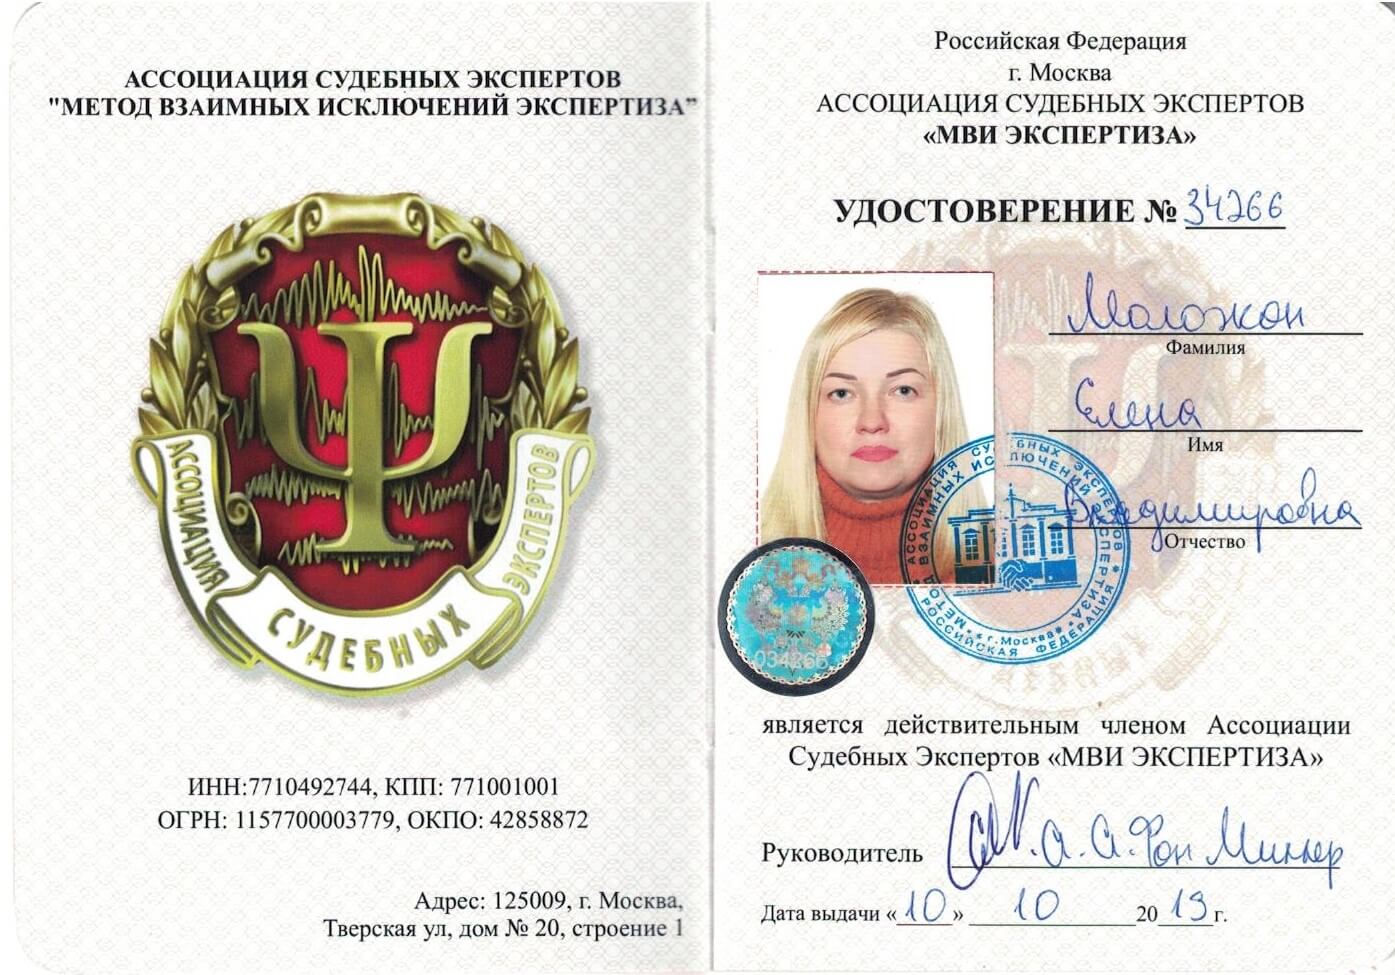 АССОЦИАЦИЯ СУДЕБНЫХ ЭКСПЕРТОВ
"МЕТОД ВЗАИМНЫХ ИСКЛЮЧЕНИЙ ЭКСПЕРТИЗА”
Ψ
АССОЦИАЦИЯ СУДЕБНЫХ ЭКСПЕРТОВ
ИНН:7710492744, КПП: 771001001
ОГРН: 1157700003779, ОКПО: 42858872
Адрес: 125009, г. Москва,
Тверская ул, дом № 20, строение 1
Российская Федерация
г. Москва
АССОЦИАЦИЯ СУДЕБНЫХ ЭКСПЕРТОВ
«МВИ ЭКСПЕРТИЗА»
УДОСТОВЕРЕНИЕ № 34266
Маложон
Фамилия
Елена
Имя
Владимировна
Отчество
АССОЦИАЦИЯ СУДЕБНЫХ ЭКСПЕРТОВ
МЕТОД ВЗАИМНЫХ ИСКЛЮЧЕНИЙ ЭКСПЕРТИЗА
г. Москва
РОССИЙСКАЯ ФЕДЕРАЦИЯ
034266
является действительным членом Ассоциации
Судебных Экспертов «МВИ ЭКСПЕРТИЗА»
Руководитель А. А. Фон Миллер
Дата выдачи «10» 10 2019 г.